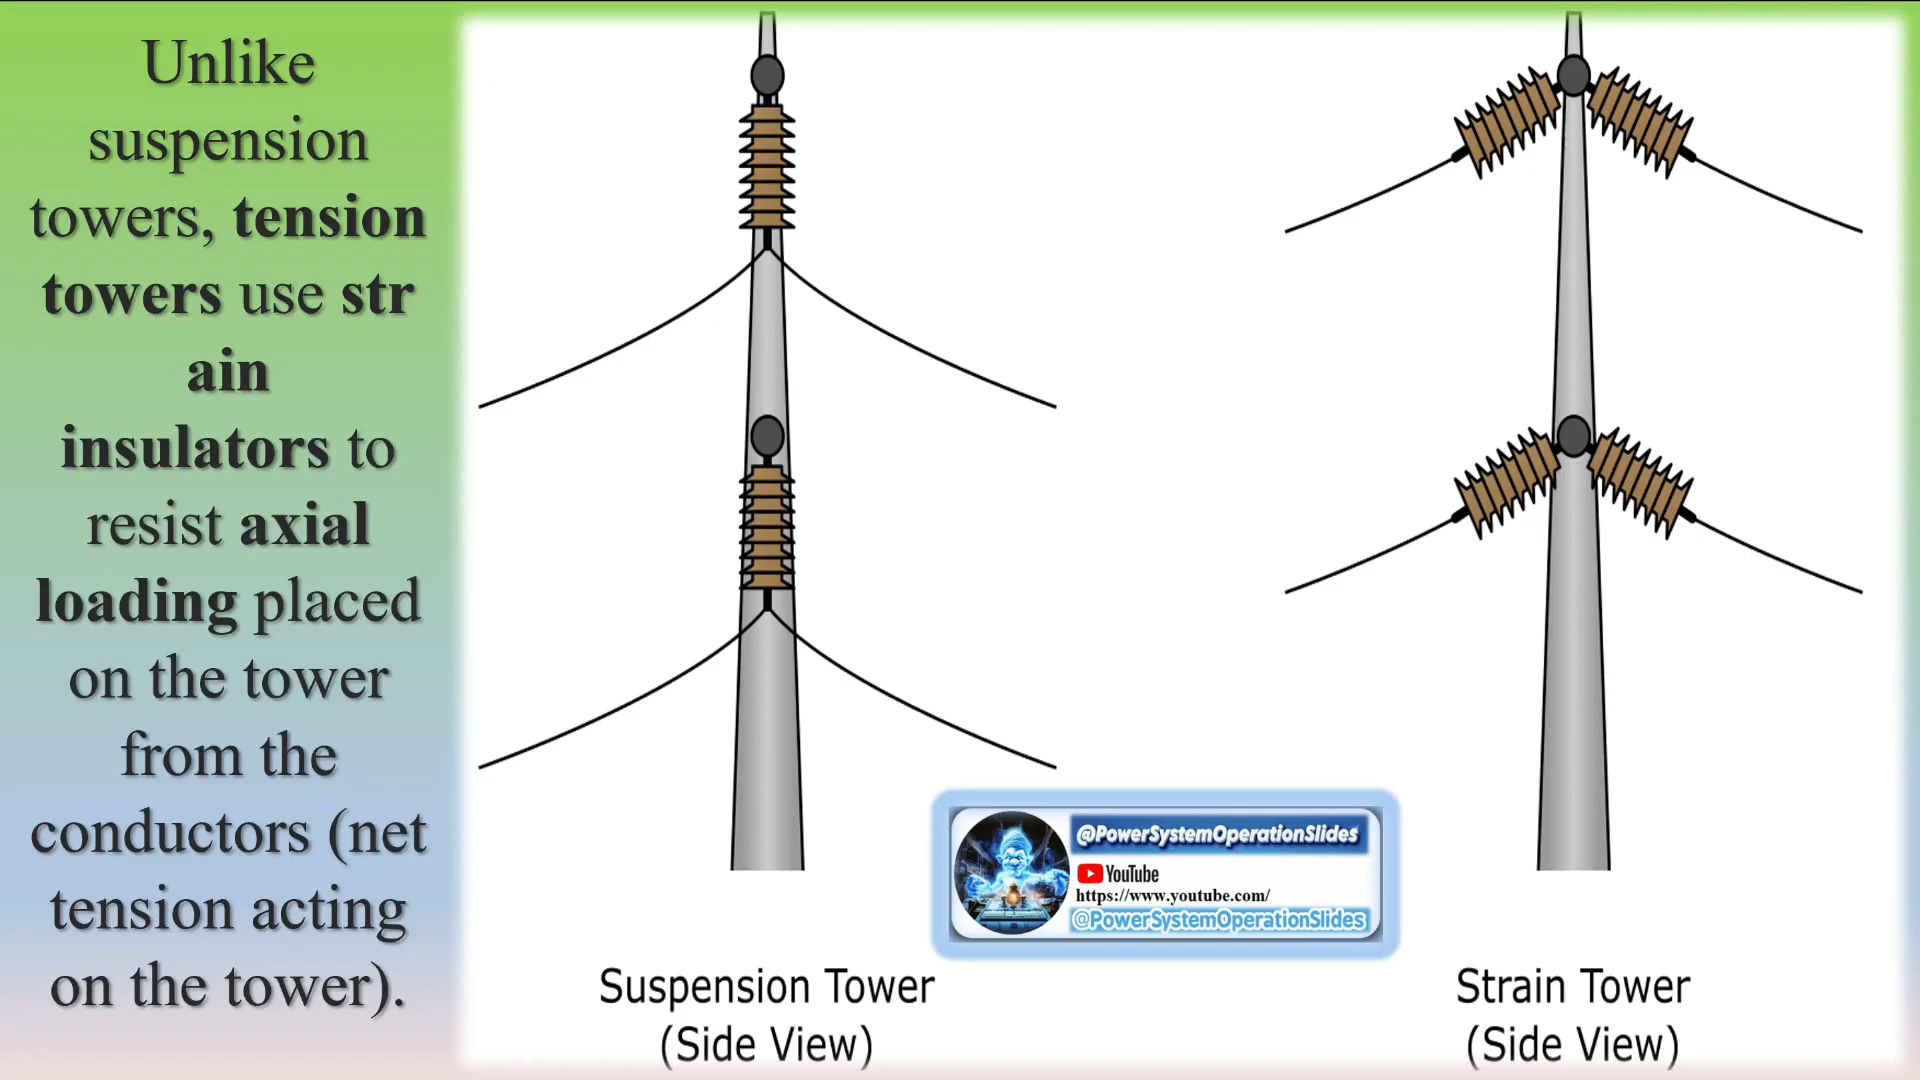 Unlike
suspension
towers, tension
towers use str
ain
insulators to
resist axial
loading placed
on the tower
from the
conductors (net
tension acting
on the tower).
@PowerSystemOperationSlides
YouTube
https://www.youtube.com/
@PowerSystemOperationSlides
Suspension Tower
(Side View)
Strain Tower
(Side View)